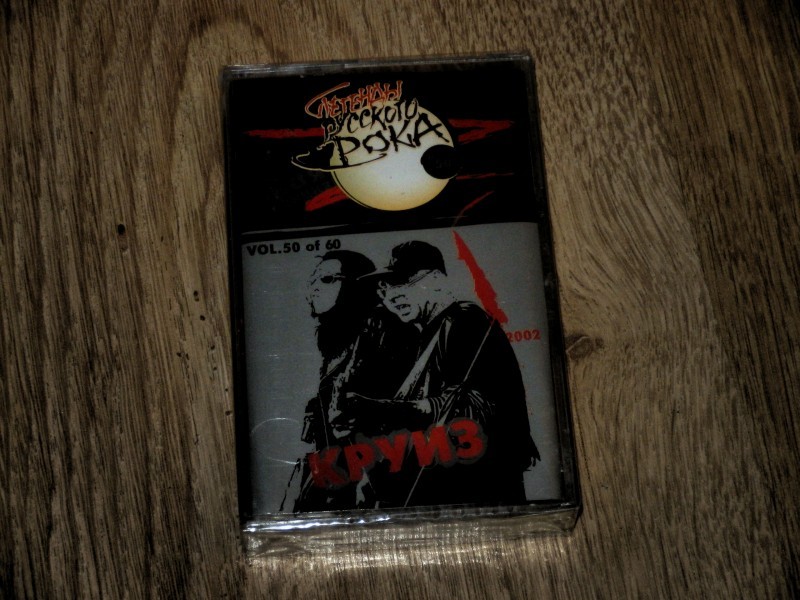 Легенды
Русского
Рока
VOL.50 of 60
2002
КРУИЗ